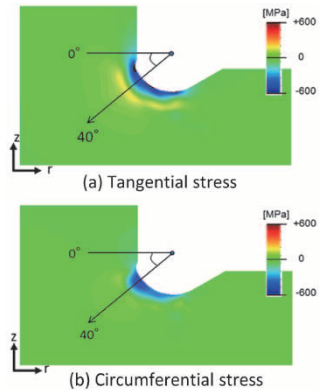 [MPa]
+600
0
-600
0°
40°
z
r
(a) Tangential stress
[MPa]
+600
0
-600
0°
40°
z
r
(b) Circumferential stress